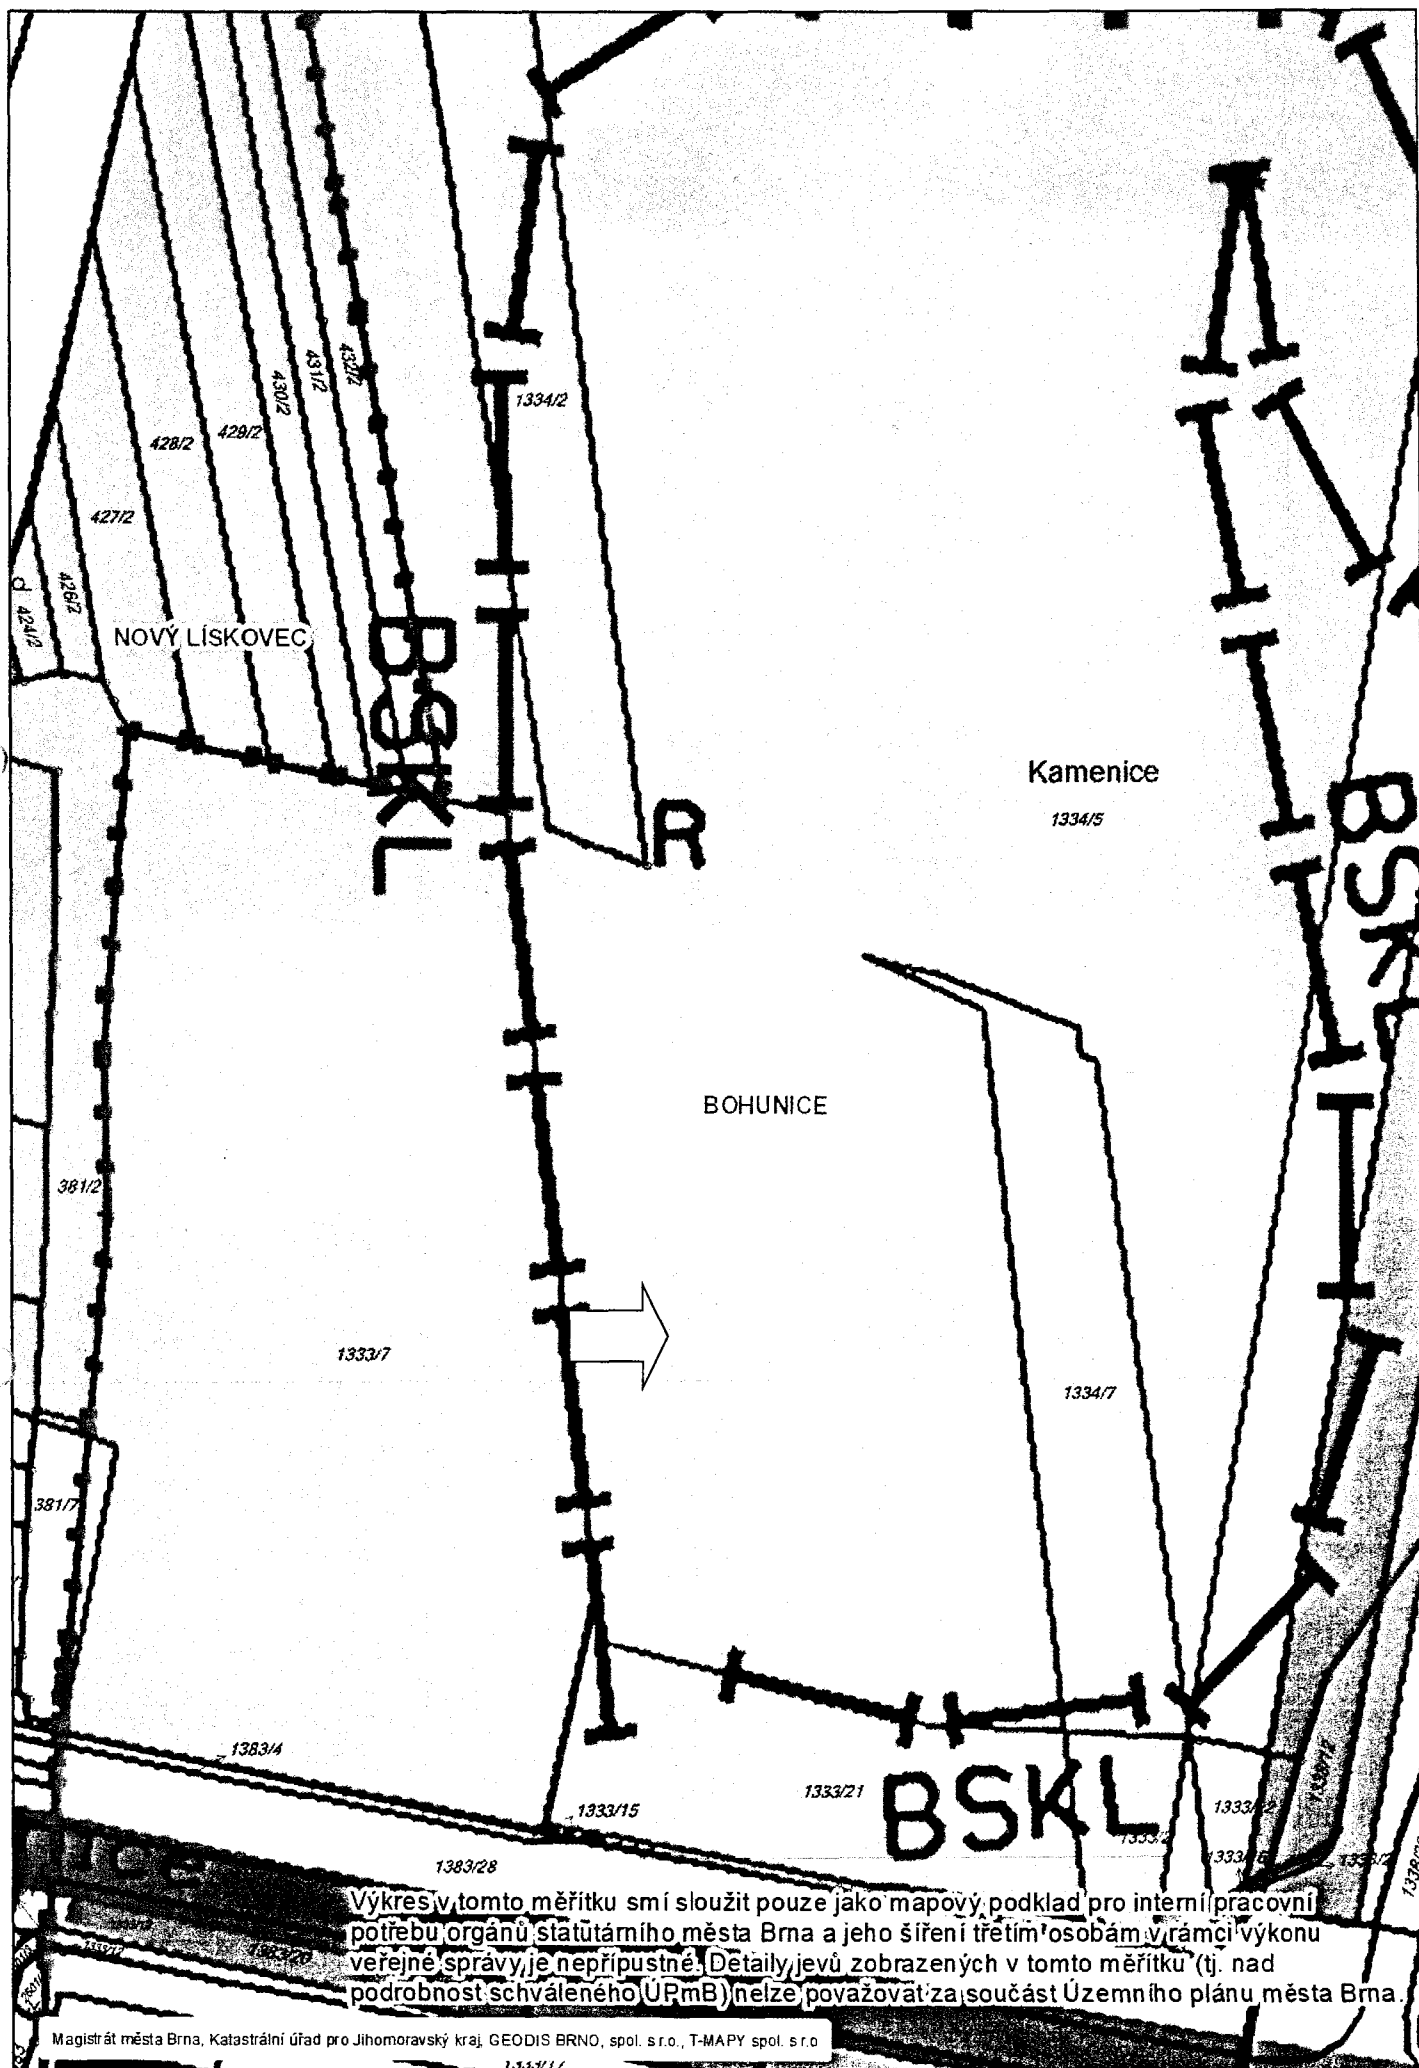 1334/2
432/2
431/2
430/2
429/2
428/2
427/2
426/2
424/2
NOVÝ LÍSKOVEC
BSKL
BSKL
Kamenice
1334/5
R
BSKL
BOHUNICE
381/2
1333/7
1334/7
381/7
1383/4
1333/15
1333/21
BSKL
1383/28
Výkres v tomto měřítku smí sloužit pouze jako mapový podklad pro interní pracovní
potřebu orgánů statutárního města Brna a jeho šíření třetím osobám v rámci výkonu
veřejné správy je nepřípustné. Detaily jevů zobrazených v tomto měřítku (tj. nad
podrobnost schváleného ÚPmB) nelze považovat za součást Územního plánu města Brna.
Magistrát města Brna, Katastrální úřad pro Jihomoravský kraj, GEODIS BRNO, spol. s r.o., T-MAPY spol. s r.o